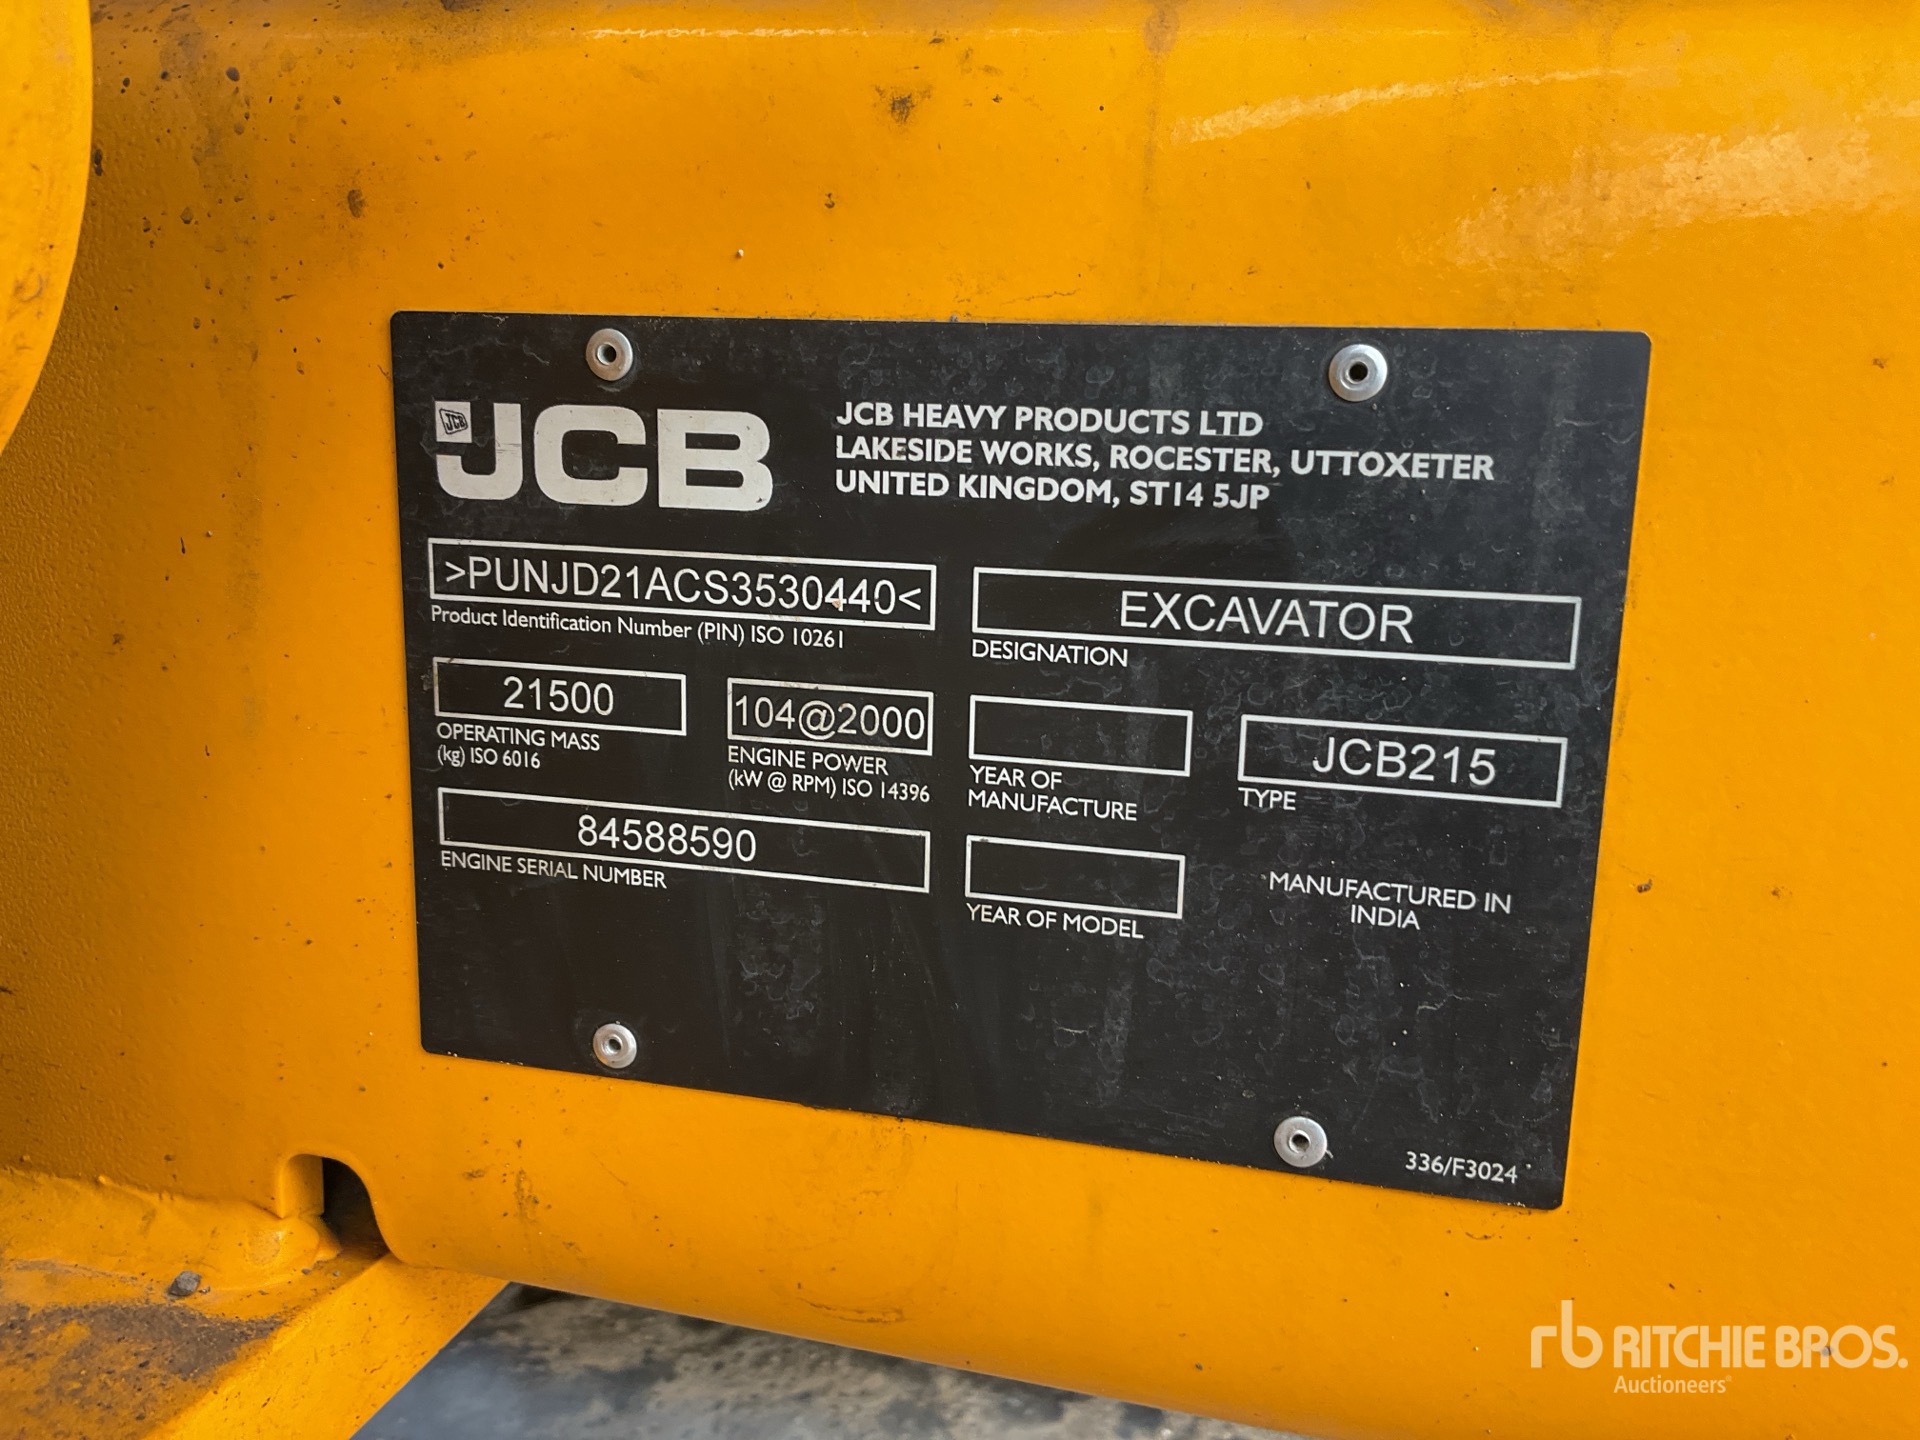 JCB
JCB
JCB HEAVY PRODUCTS LTD
LAKESIDE WORKS, ROCESTER, UTTOXETER
UNITED KINGDOM, ST14 5JP
>PUNJD21ACS3530440<
Product Identification Number (PIN) ISO 10261
EXCAVATOR
DESIGNATION
21500
OPERATING MASS
(kg) ISO 6016
104@2000
ENGINE POWER
(kW @ RPM) ISO 14396
YEAR OF
MANUFACTURE
JCB215
TYPE
84588590
ENGINE SERIAL NUMBER
YEAR OF MODEL
MANUFACTURED IN
INDIA
336/F3024
rb RITCHIE BROS.
Auctioneers